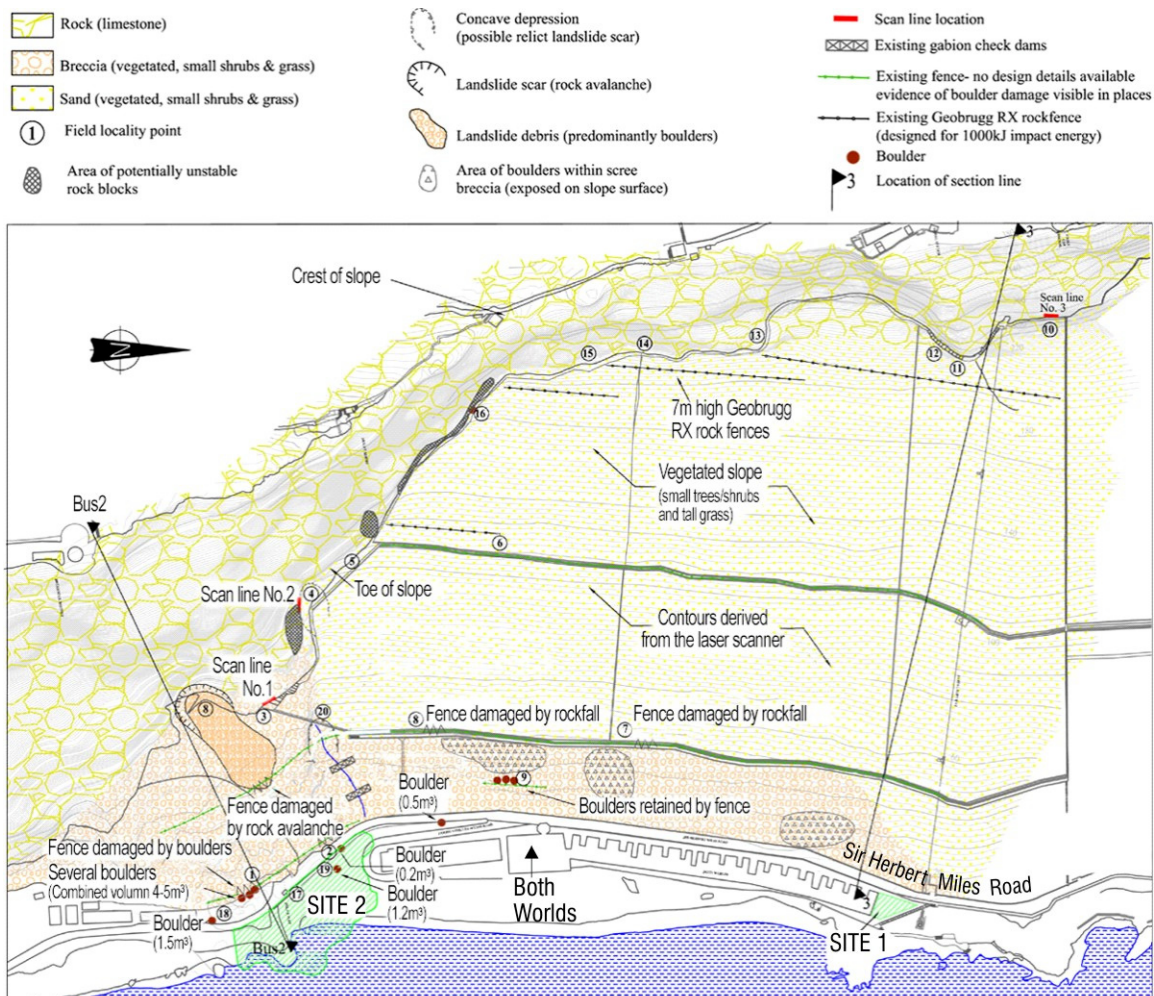 Rock (limestone)
Breccia (vegetated, small shrubs & grass)
Sand (vegetated, small shrubs & grass)
1
Field locality point
Area of potentially unstable
rock blocks
Concave depression
(possible relict landslide scar)
Landslide scar (rock avalanche)
Landslide debris (predominantly boulders)
Area of boulders within scree
breccia (exposed on slope surface)
Scan line location
Existing gabion check dams
Existing fence- no design details available
evidence of boulder damage visible in places
Existing Geobrugg RX rockfence
(designed for 1000kJ impact energy)
Boulder
3
Location of section line
3
Crest of slope
Scan line
No. 3
10
N
13
14
15
12
11
16
7m high Geobrugg
RX rock fences
Vegetated slope
(small trees/shrubs
and tall grass)
Bus2
6
5
Toe of slope
4
Scan line No.2
Contours derived
from the laser scanner
Scan line
No.1
8
3
20
8
Fence damaged by rockfall
7
Fence damaged by rockfall
9
Boulder
(0.5m³)
Boulders retained by fence
Fence damaged
by rock avalanche
Fence damaged by boulders
Several boulders
(Combined volumn 4-5m³)
1
2
Boulder
(0.2m³)
19
Boulder
(1.2m³)
17
18
Boulder
(1.5m³)
SITE 2
Bus2
Both
Worlds
Sir Herbert Miles Road
3
SITE 1